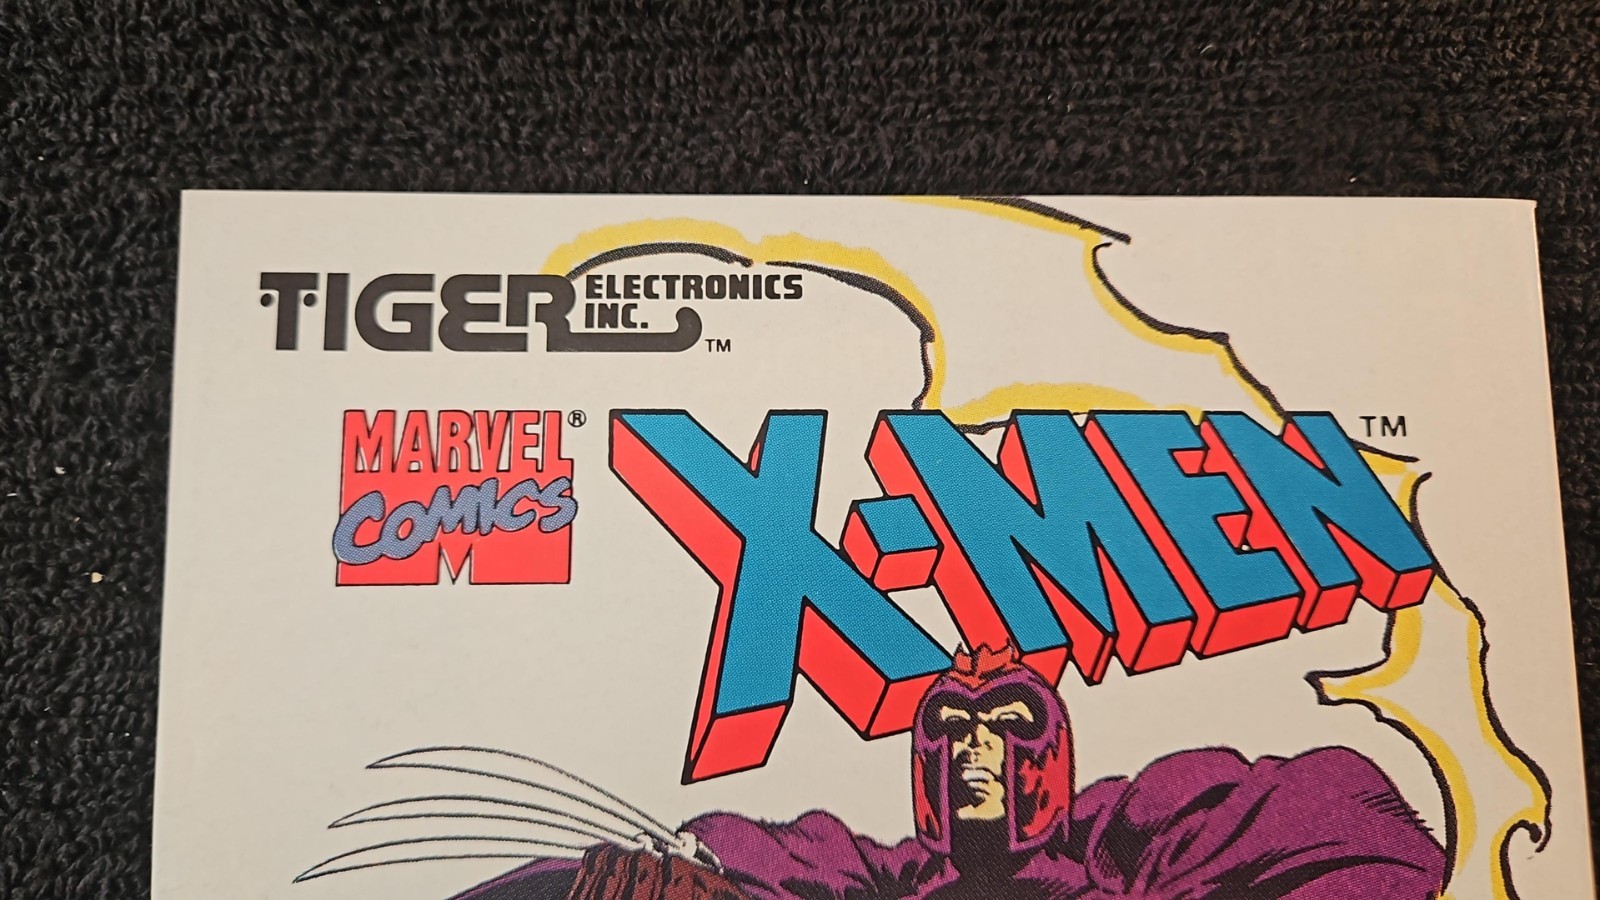 TIGER ELECTRONICS
INC.
TM
MARVEL®
COMICS
M
X-MEN TM